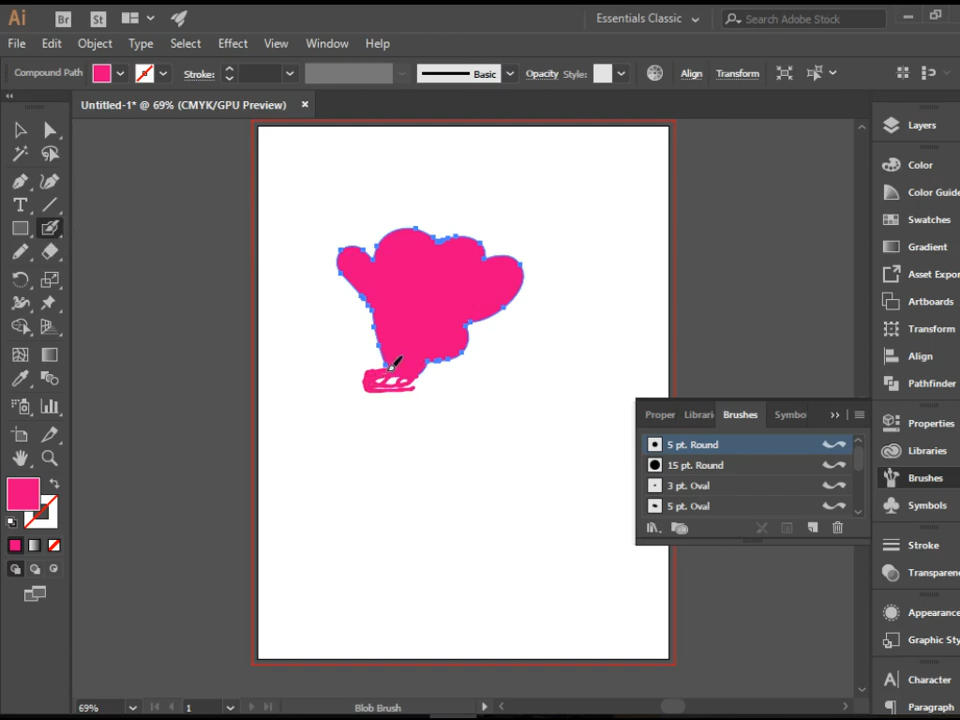 Ai Br St Essentials Classic Search Adobe Stock
File Edit Object Type Select Effect View Window Help
Compound Path Stroke: Basic Opacity Style: Align Transform
Untitled-1* @ 69% (CMYK/GPU Preview) ×
Layers
Color
Color Guide
Swatches
Gradient
Asset Expor
Artboards
Transform
Align
Pathfinder
Properties
Libraries
Brushes
Symbols
Stroke
Transparen
Appearance
Graphic Sty
Character
Paragraph
Proper Librari Brushes Symbo
5 pt. Round
15 pt. Round
3 pt. Oval
5 pt. Oval
69% 1 Blob Brush